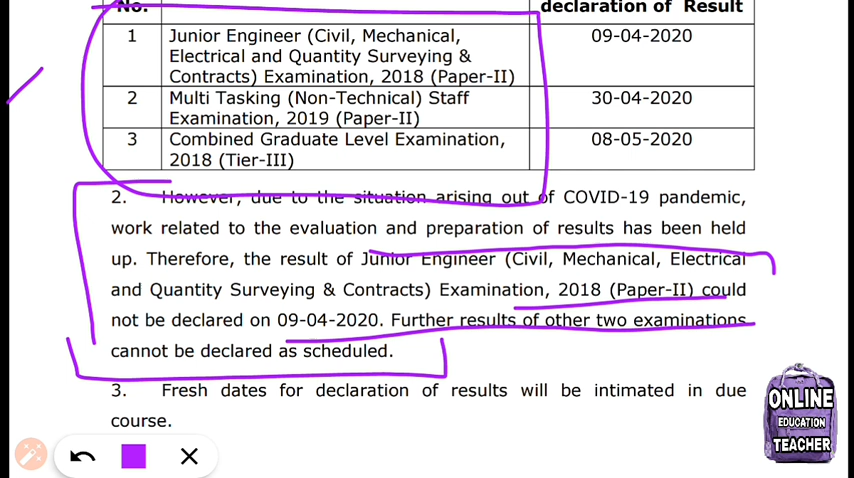 No.
declaration of Result
1 Junior Engineer (Civil, Mechanical, 09-04-2020
Electrical and Quantity Surveying &
Contracts) Examination, 2018 (Paper-II)
2 Multi Tasking (Non-Technical) Staff 30-04-2020
Examination, 2019 (Paper-II)
3 Combined Graduate Level Examination, 08-05-2020
2018 (Tier-III)
2. However, due to the situation arising out of COVID-19 pandemic,
work related to the evaluation and preparation of results has been held
up. Therefore, the result of Junior Engineer (Civil, Mechanical, Electrical
and Quantity Surveying & Contracts) Examination, 2018 (Paper-II) could
not be declared on 09-04-2020. Further results of other two examinations
cannot be declared as scheduled.
3. Fresh dates for declaration of results will be intimated in due
course.
ONLINE
EDUCATION
TEACHER